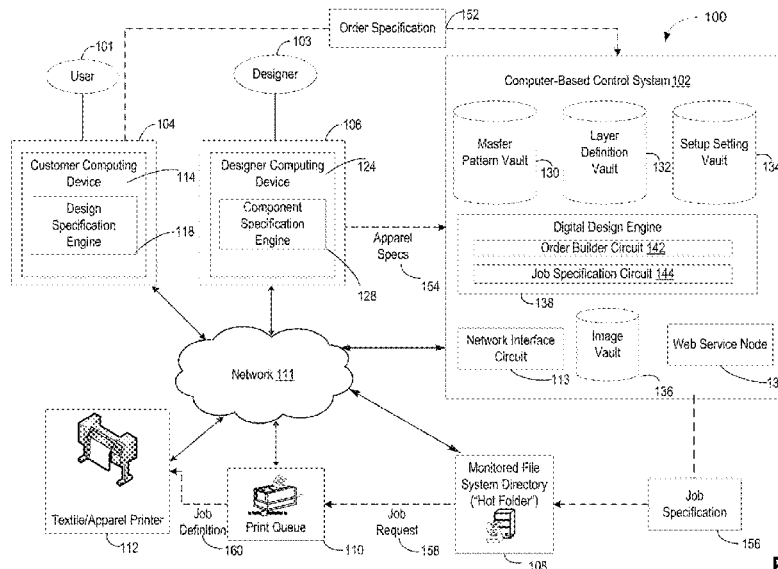 Order Specification
152
100
101
103
User
Designer
Computer-Based Control System 102
104
106
Customer Computing
Device
114
Designer Computing
Device
124
Master
Pattern Vault
130
Layer
Definition
Vault
132
Setup Setting
Vault
134
Design
Specification
Engine
118
Component
Specification
Engine
128
Apparel
Specs
154
Digital Design Engine
Order Builder Circuit 142
Job Specification Circuit 144
138
Network Interface
Circuit
113
Image
Vault
136
Web Service Node
Network 111
Textile/Apparel Printer
112
Job
Definition
160
Print Queue
110
Job
Request
158
Monitored File
System Directory
("Hot Folder")
108
Job
Specification
156